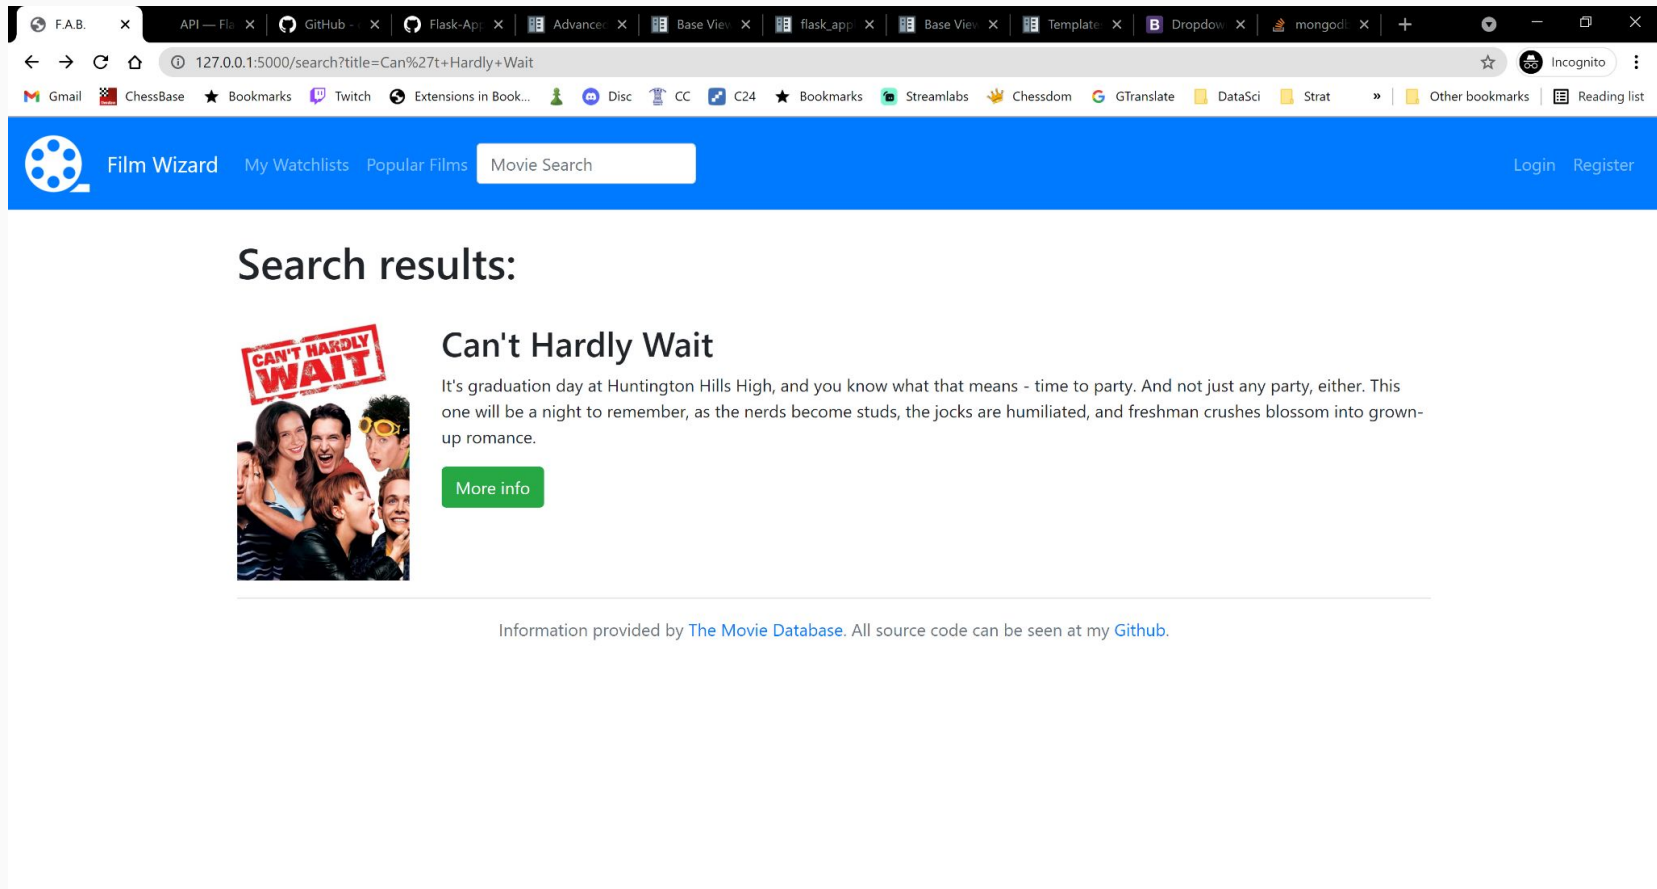 F.A.B.
API — Fla
GitHub -
Flask-App
Advanced
Base View
flask_app
Base View
Template
Dropdow
mongodb
127.0.0.1:5000/search?title=Can%27t+Hardly+Wait
Incognito
Gmail ChessBase Bookmarks Twitch Extensions in Book... Disc CC C24 Bookmarks Streamlabs Chessdom GTranslate DataSci Strat » Other bookmarks Reading list
Film Wizard My Watchlists Popular Films Movie Search Login Register
Search results:
CAN'T HARDLY
WAIT
Can't Hardly Wait
It's graduation day at Huntington Hills High, and you know what that means - time to party. And not just any party, either. This
one will be a night to remember, as the nerds become studs, the jocks are humiliated, and freshman crushes blossom into grown-
up romance.
More info
Information provided by The Movie Database. All source code can be seen at my Github.